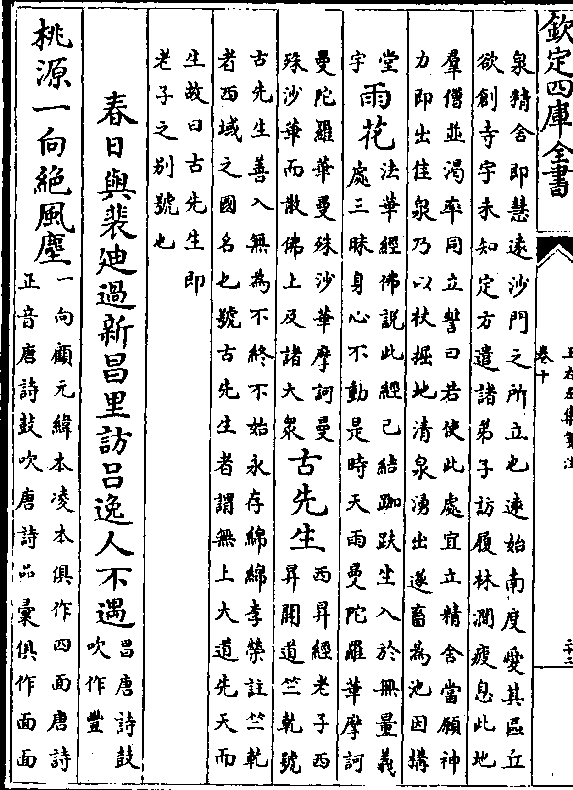 欽定四庫全書
卷十
二十三
泉精舍即慧遠沙門之所立也遠始南度愛其區丘
欲創寺宇未知定方遣諸弟子訪履林澗疲息此地
羣僧並渴率同立誓曰若使此處宜立精舍當願神
力即出佳泉乃以杖掘地清泉湧出遂畜為池因搆
堂
宇
雨花
法華經佛說此經已結跏趺坐入於無量義
處三昧身心不動是時天雨曼陀羅華摩訶
曼陀羅華曼殊沙華摩訶曼
殊沙華而散佛上及諸大衆
古先生
西昇經老子西
昇開道竺乾號
古先生善入無為不終不始永存綿綿李榮註竺乾
者西域之國名也號古先生者謂無上大道先天而
生故曰古先生即
老子之别號也
春日與裴迪過新昌里訪呂逸人不遇
昌唐詩鼓
吹作豐
桃源一向絶風塵
一向顧元緯本凌本俱作四面唐詩
正音唐詩鼓吹唐詩品彙俱作面面